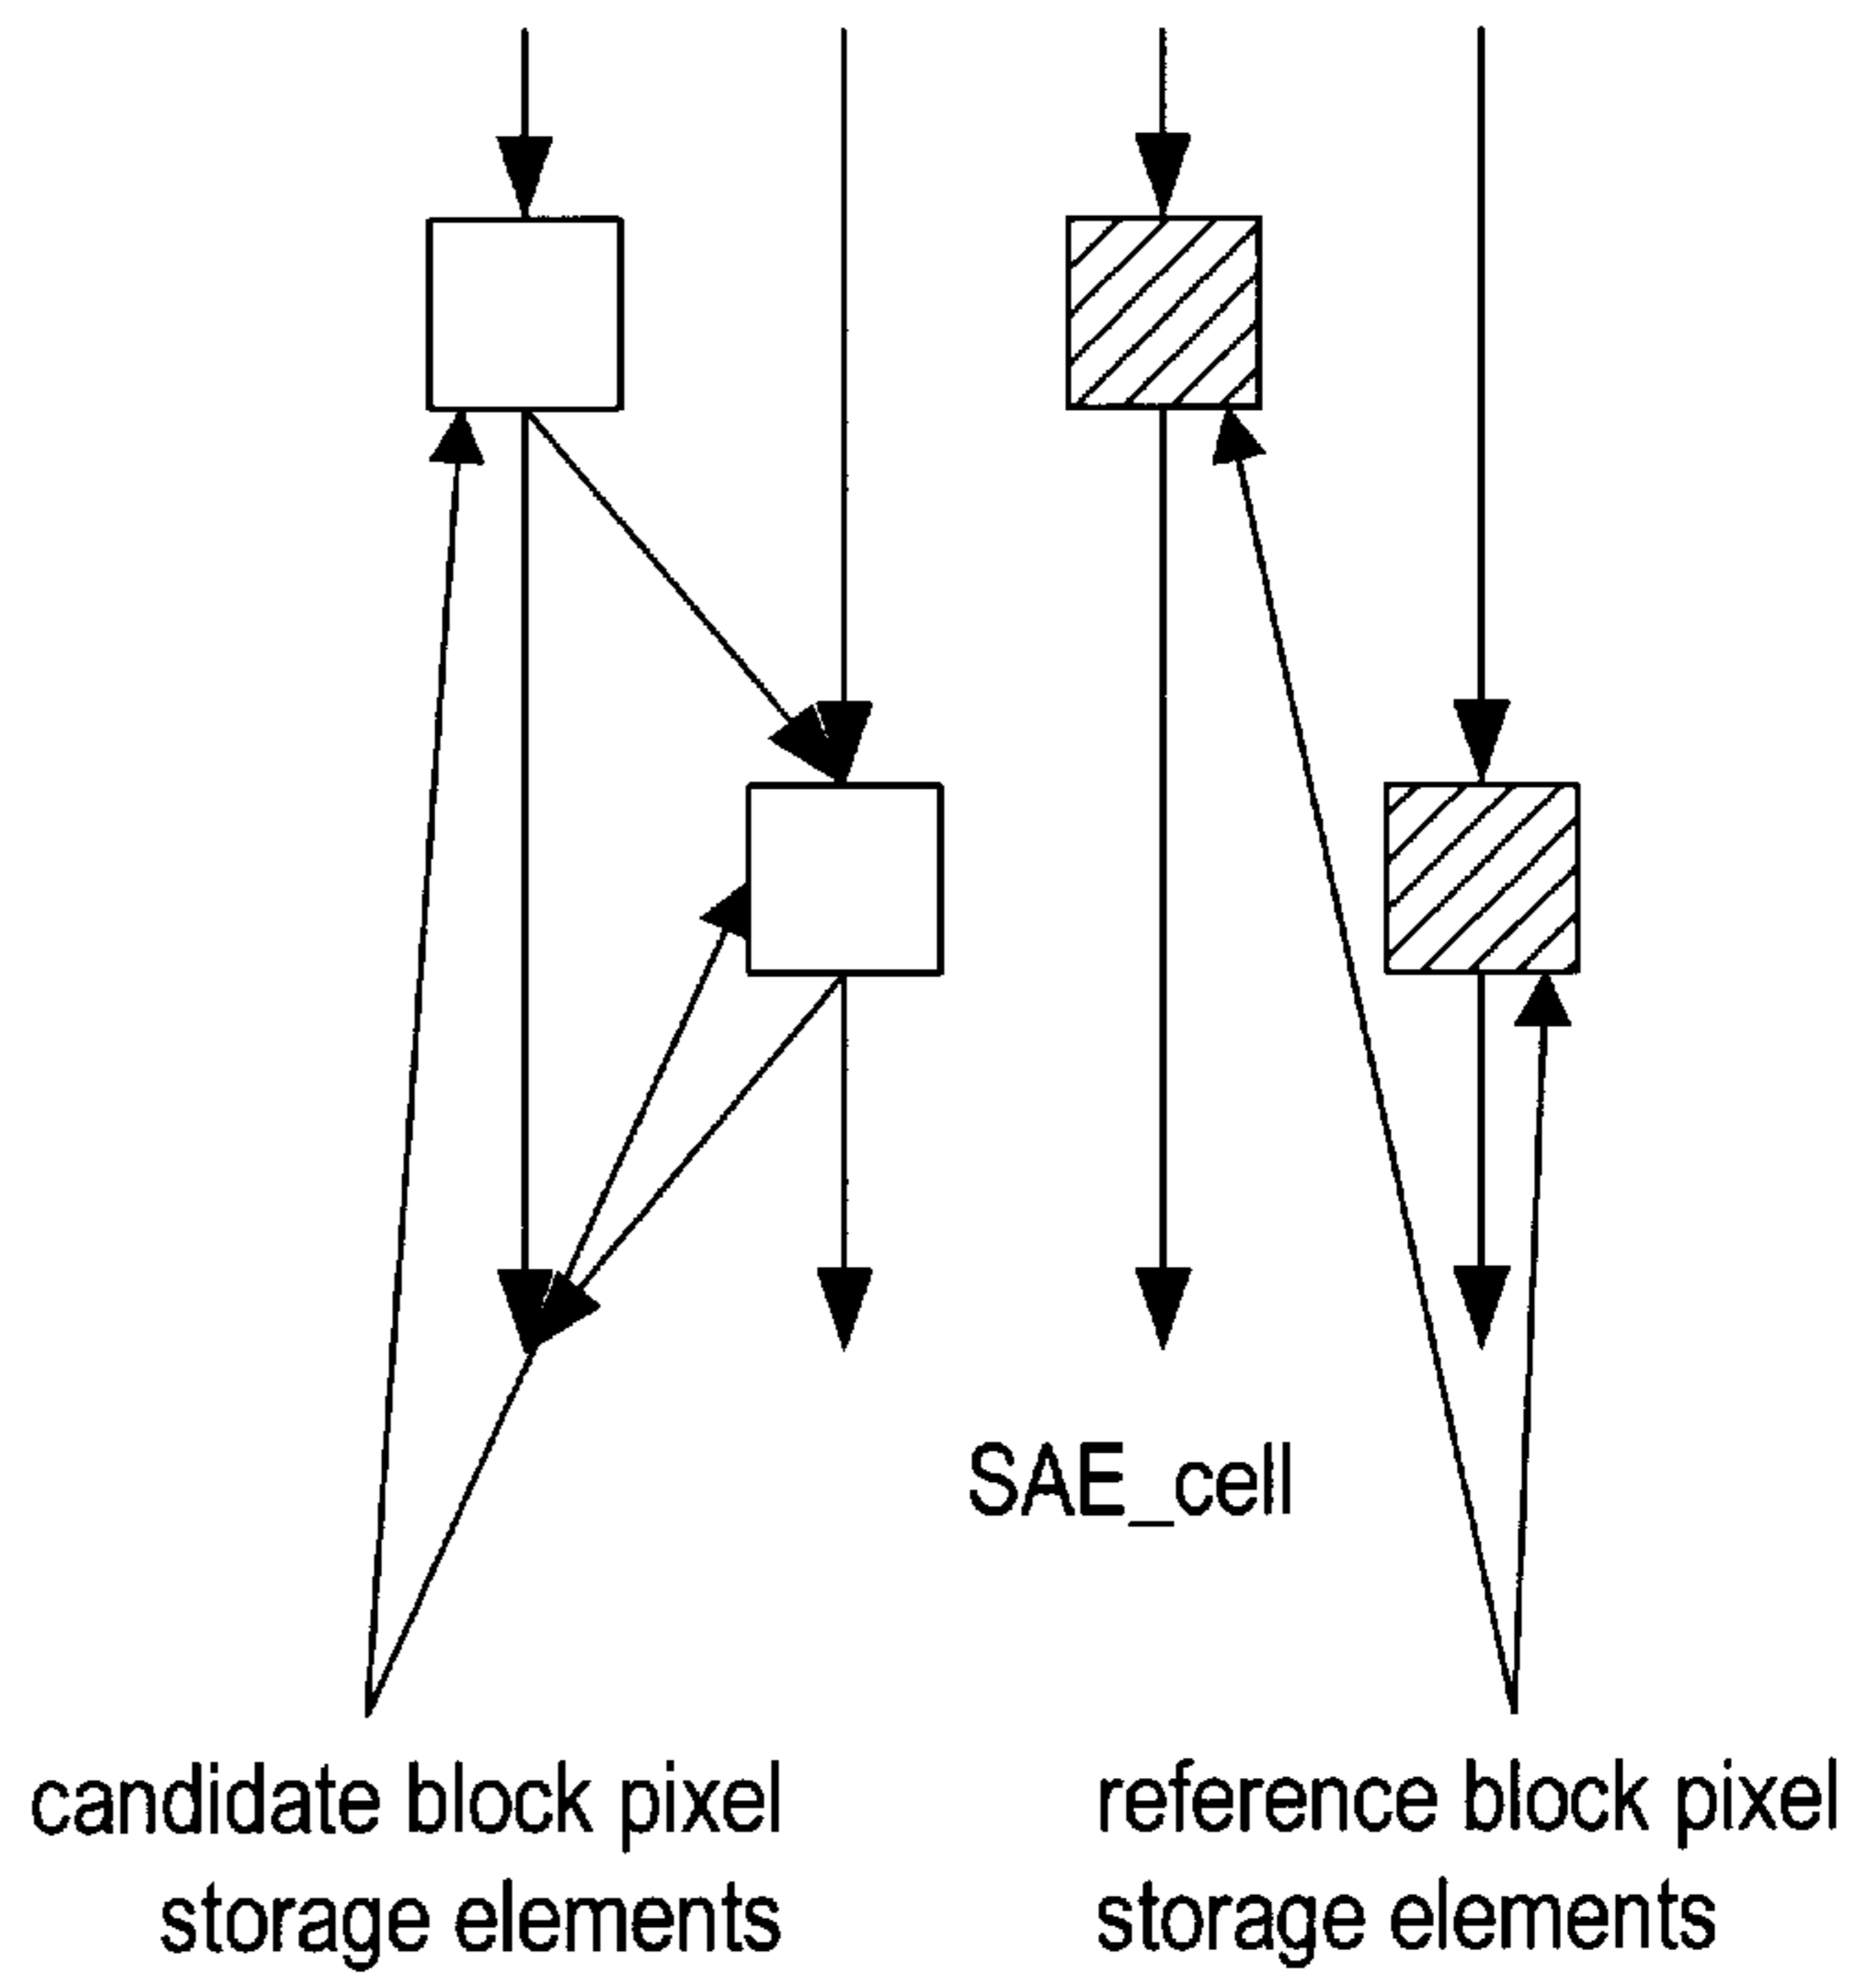 SAE_cell
candidate block pixel
storage elements
reference block pixel
storage elements